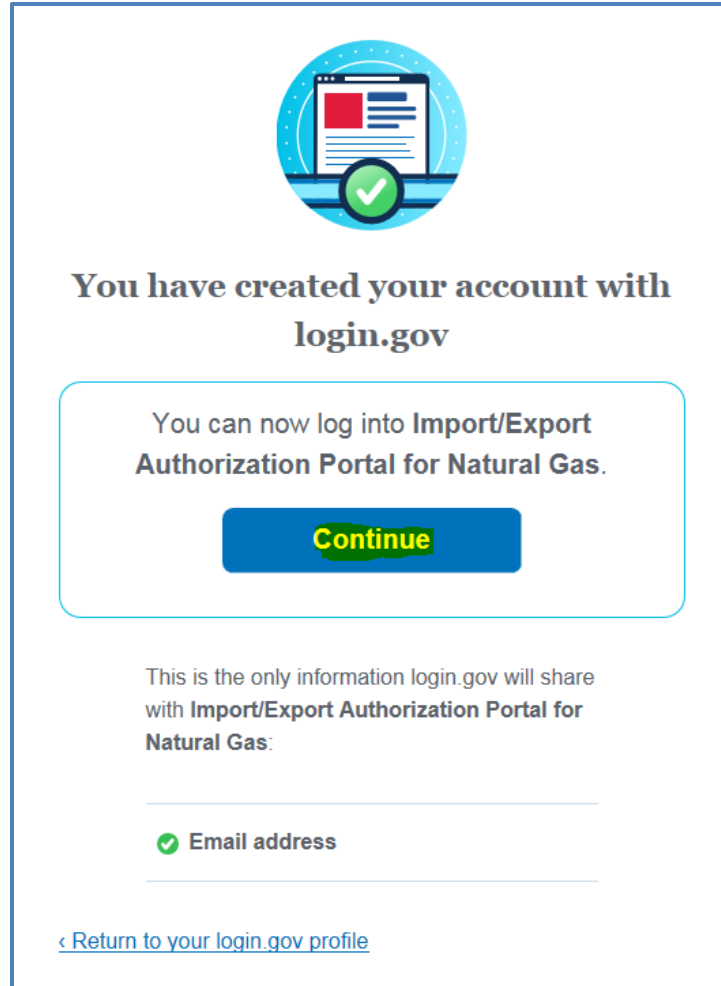 You have created your account with
login.gov
You can now log into Import/Export
Authorization Portal for Natural Gas.
Continue
This is the only information login.gov will share
with Import/Export Authorization Portal for
Natural Gas:
Email address
‹ Return to your login.gov profile